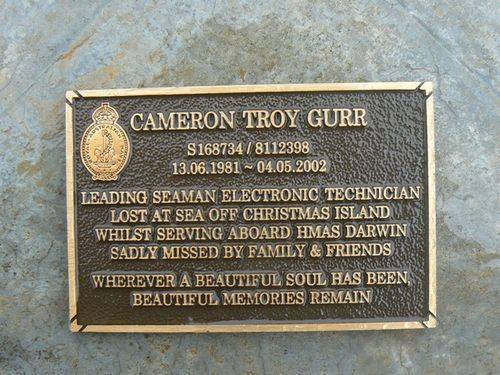 CAMERON TROY GURR
S168734 / 8112398
13.06.1981 ~ 04.05.2002
LEADING SEAMAN ELECTRONIC TECHNICIAN
LOST AT SEA OFF CHRISTMAS ISLAND
WHILST SERVING ABOARD HMAS DARWIN
SADLY MISSED BY FAMILY & FRIENDS
WHEREVER A BEAUTIFUL SOUL HAS BEEN,
BEAUTIFUL MEMORIES REMAIN